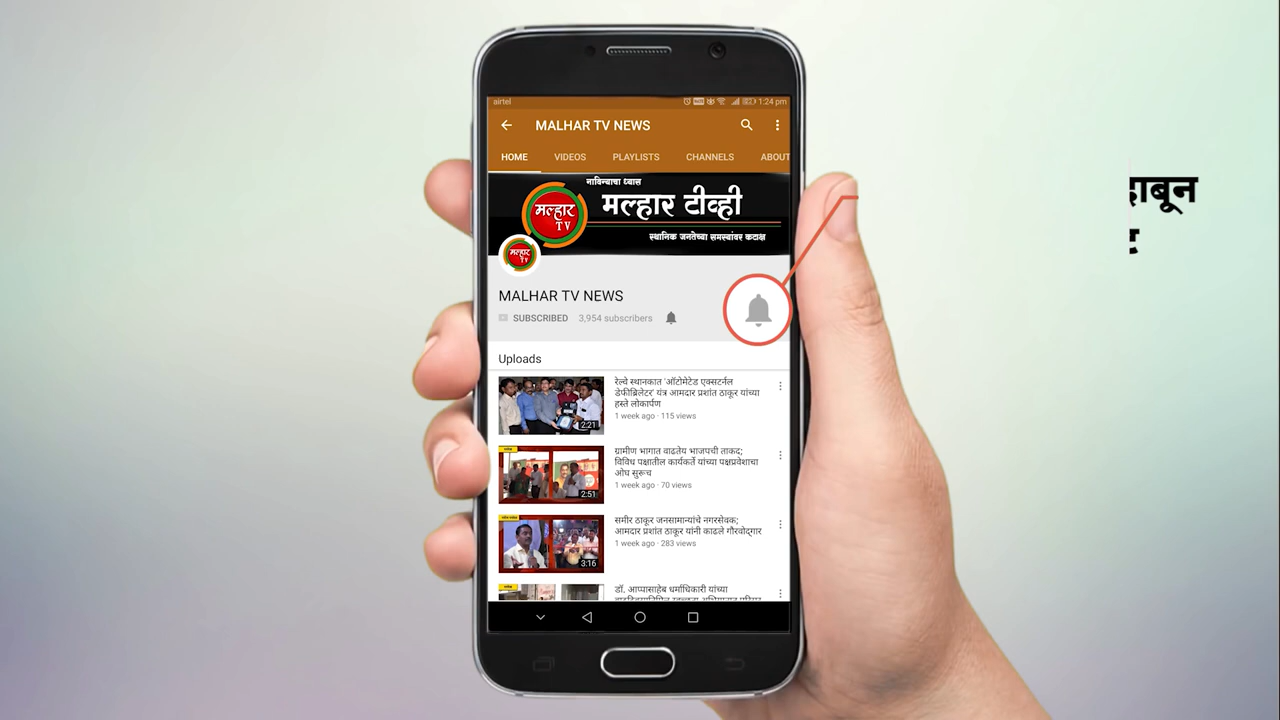 airtel
1:24 pm
MALHAR TV NEWS
HOME VIDEOS PLAYLISTS CHANNELS ABOUT
नाविन्याचा ध्यास
मल्हार टीव्ही
स्थानिक जनतेच्या समस्यांवर कटाक्ष
मल्हार
TV
मल्हार
TV
MALHAR TV NEWS
SUBSCRIBED 3,954 subscribers
Uploads
रेल्वे स्थानकात 'ऑटोमेटेड एक्सटर्नल
डेफीब्रिलेटर' यंत्र आमदार प्रशांत ठाकूर यांच्या
हस्ते लोकार्पण
1 week ago · 115 views
2:21
ग्रामीण भागात वाढतेय भाजपची ताकद;
विविध पक्षातील कार्यकर्ते यांच्या पक्षप्रवेशाचा
ओघ सुरूच
1 week ago · 70 views
2:51
समीर ठाकूर जनसामान्यांचे नगरसेवक;
आमदार प्रशांत ठाकूर यांनी काढले गौरवोद्गार
1 week ago · 283 views
3:16
डॉ. आप्पासाहेब धर्माधिकारी यांच्या